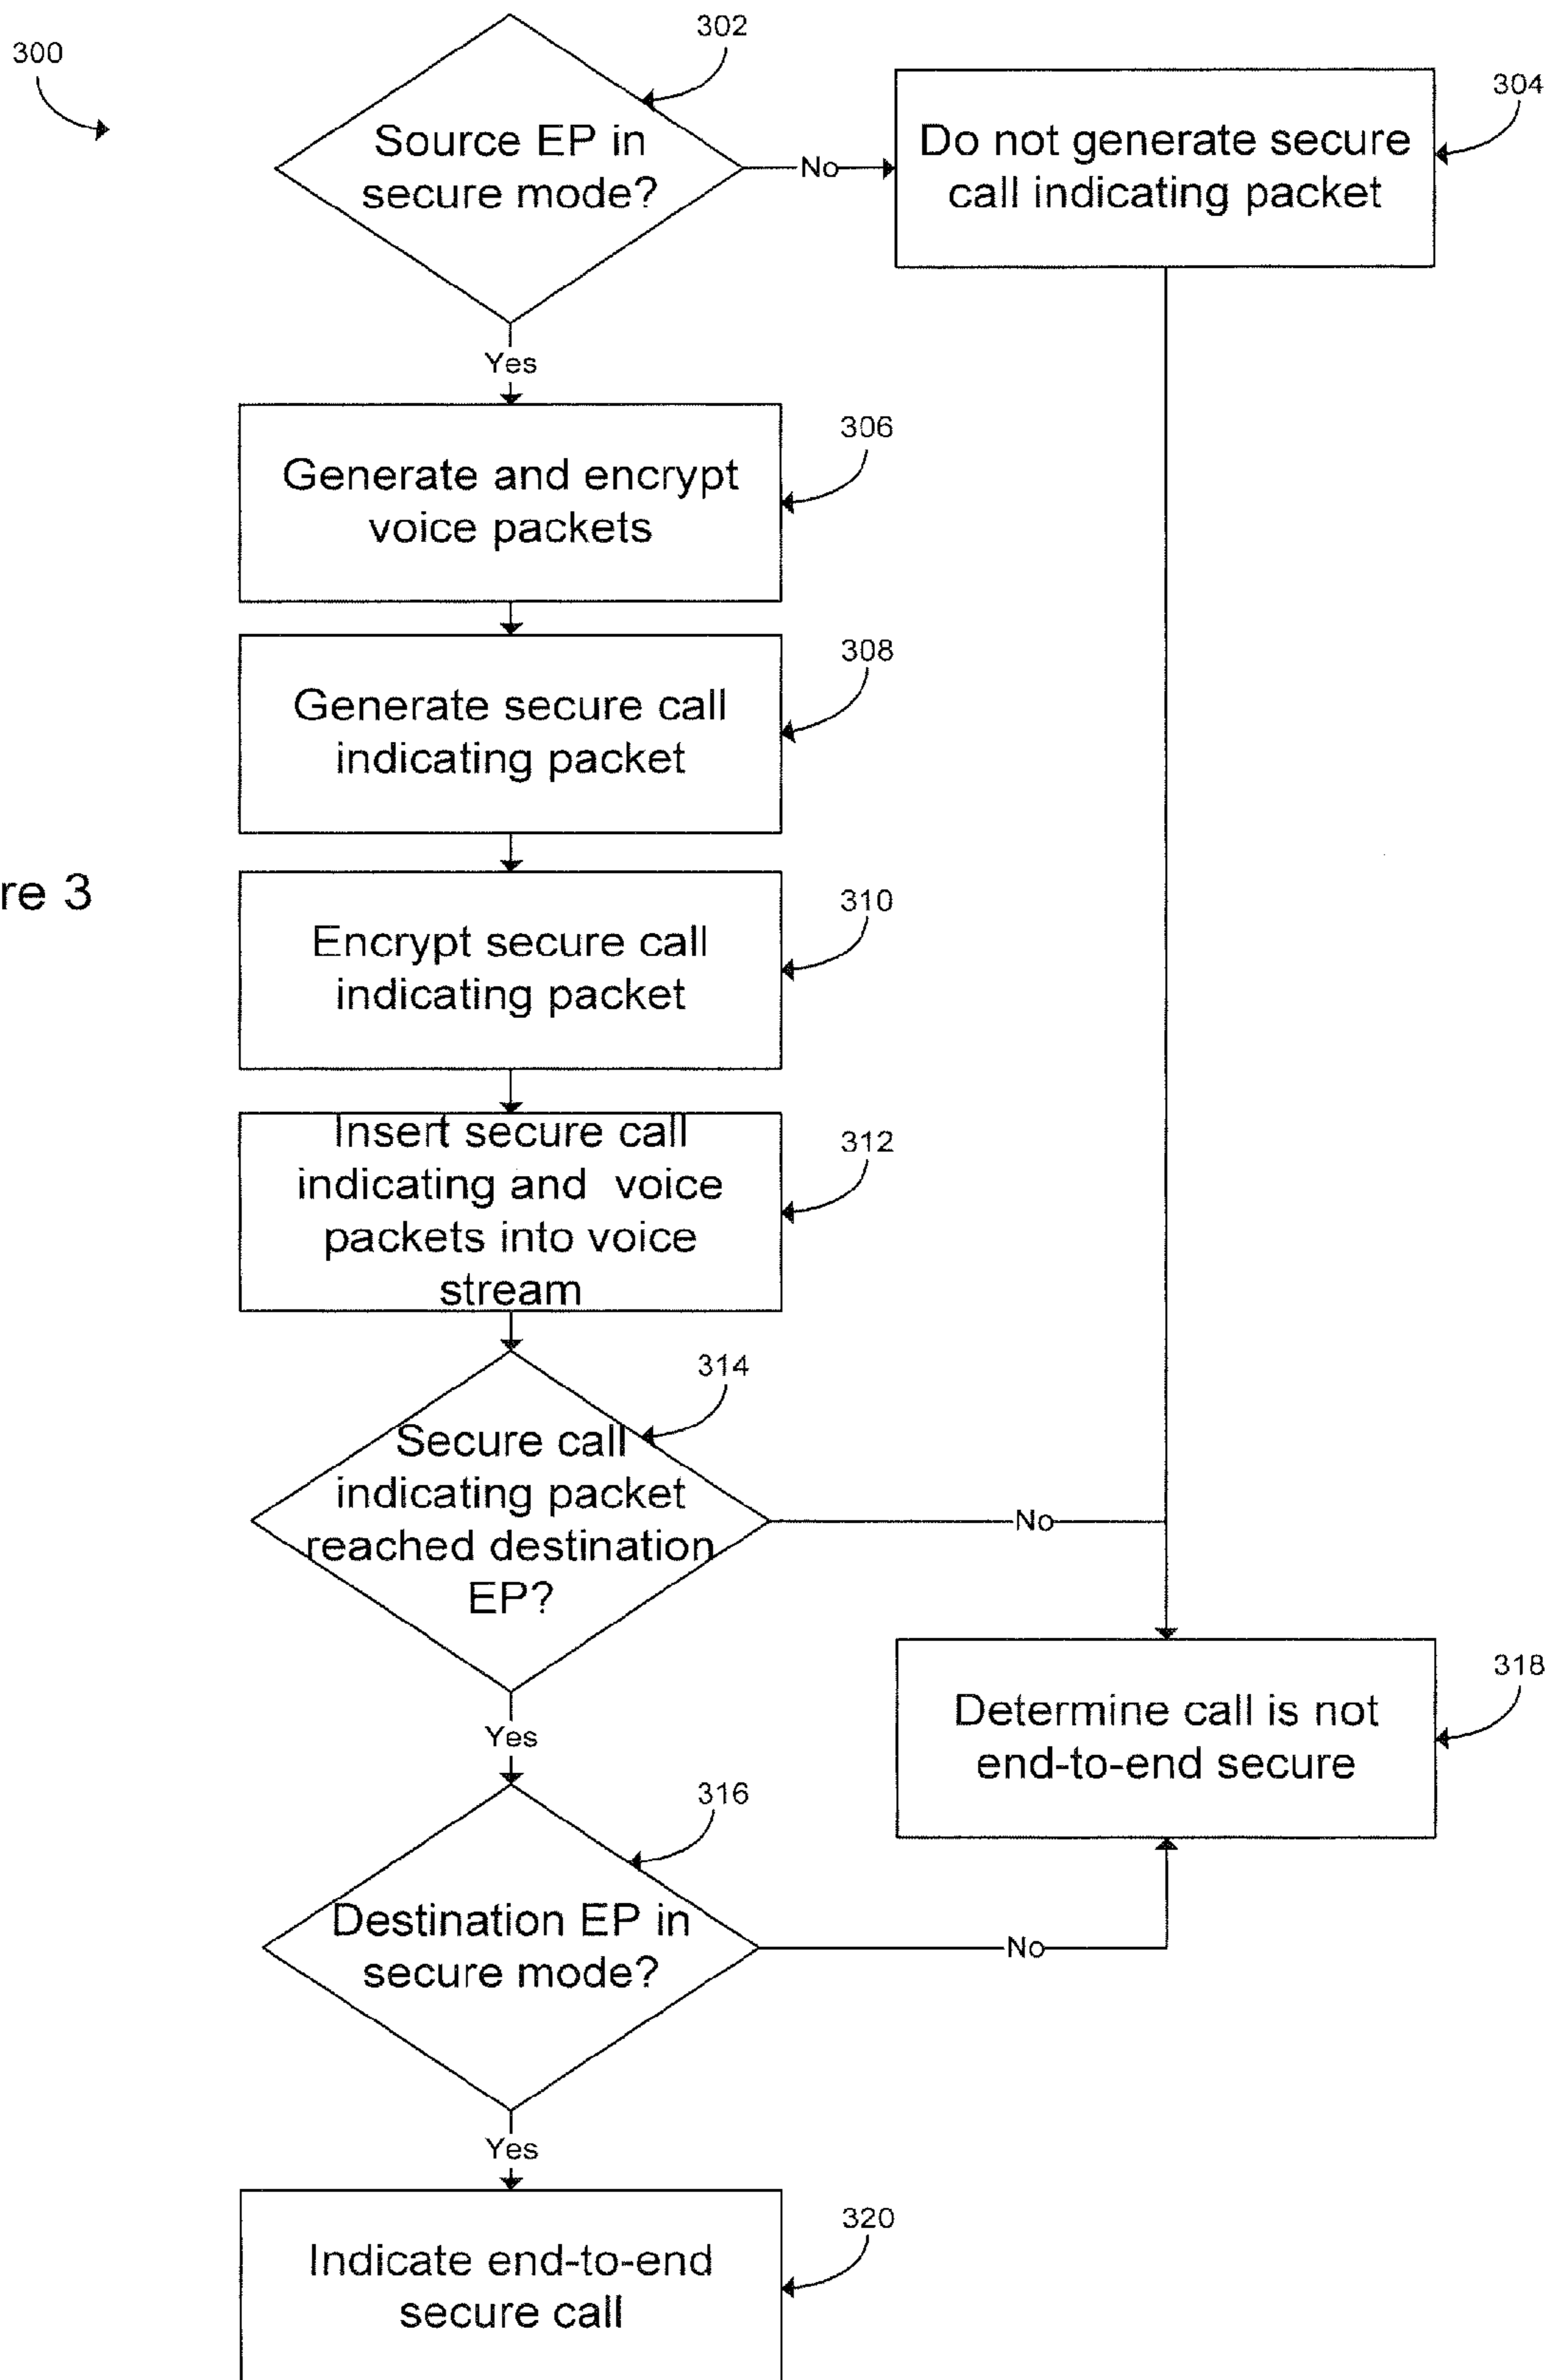 300
302
Source EP in
secure mode?
No
304
Do not generate secure
call indicating packet
Yes
306
Generate and encrypt
voice packets
308
Generate secure call
indicating packet
re 3
310
Encrypt secure call
indicating packet
312
Insert secure call
indicating and voice
packets into voice
stream
314
Secure call
indicating packet
reached destination
EP?
No
318
Determine call is not
end-to-end secure
Yes
316
Destination EP in
secure mode?
No
Yes
320
Indicate end-to-end
secure call